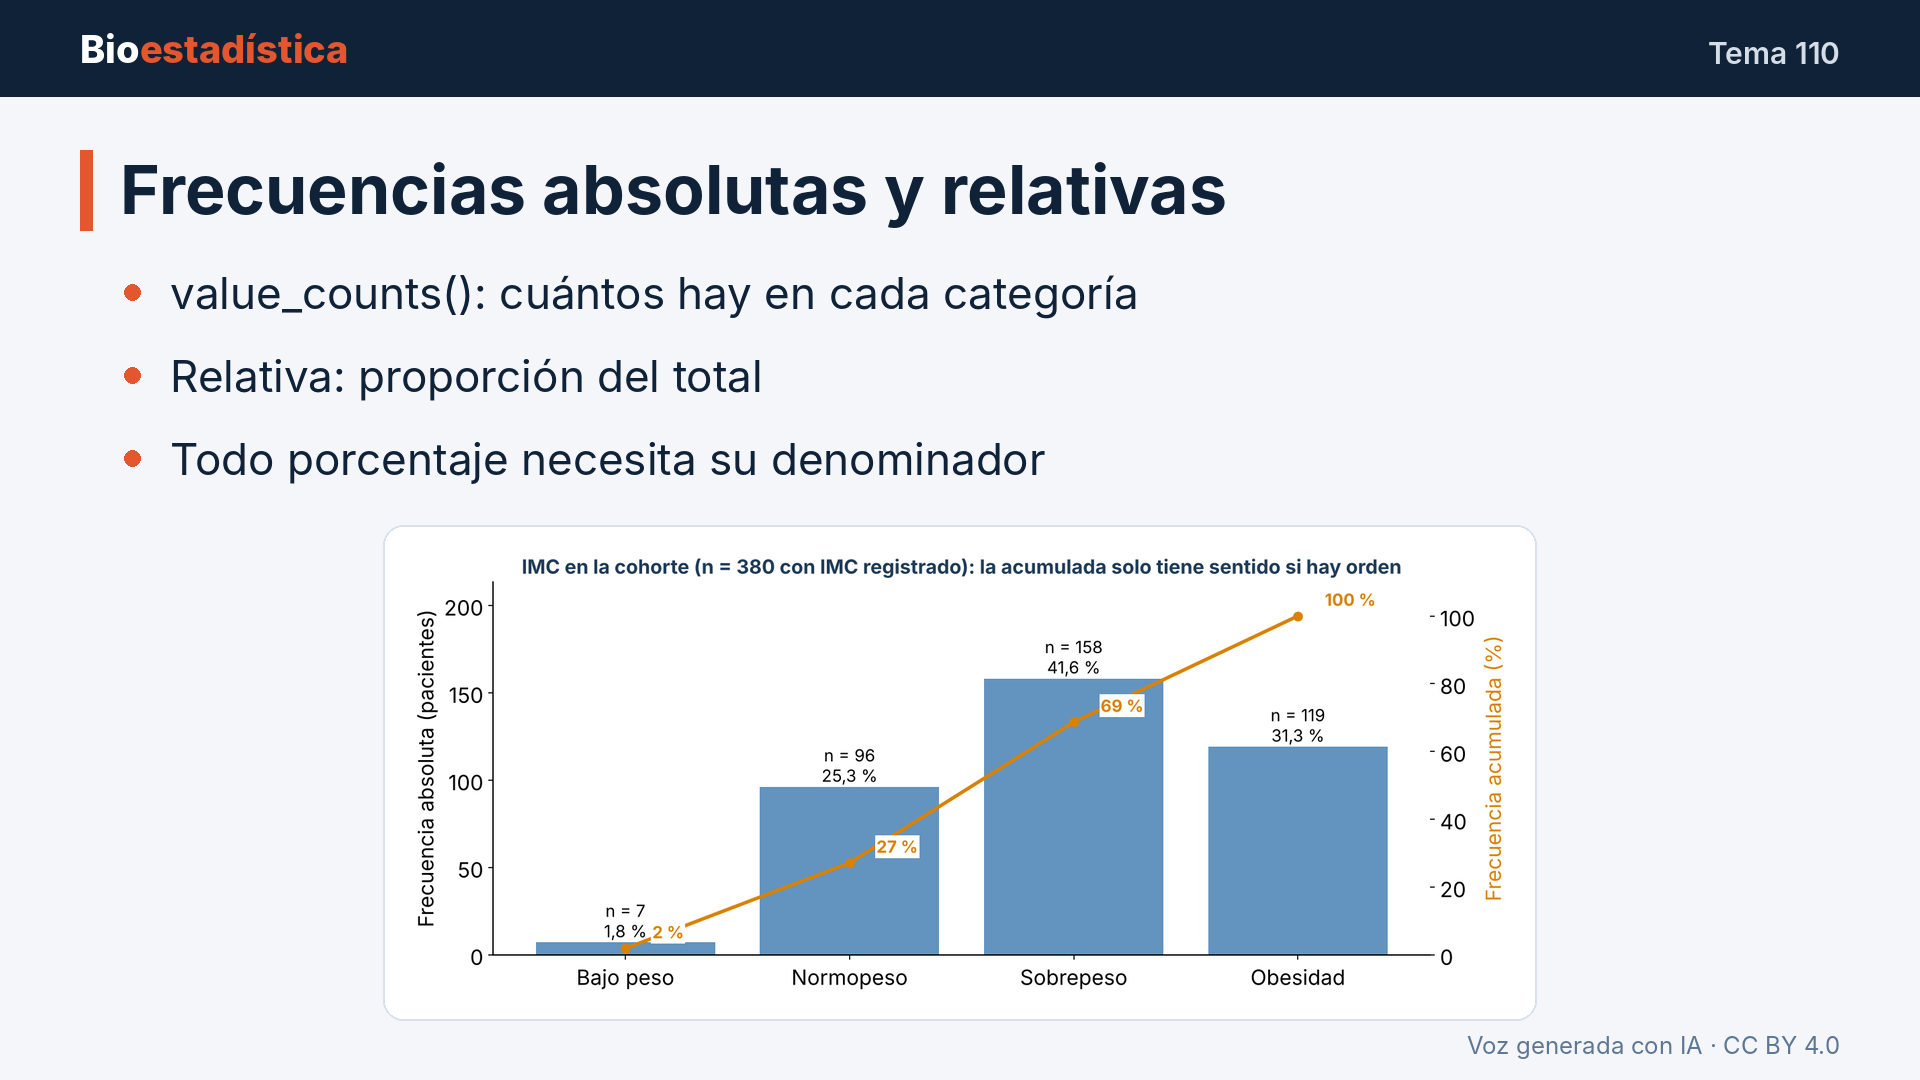 Bioestadística
Tema 110
Frecuencias absolutas y relativas
value_counts(): cuántos hay en cada categoría
Relativa: proporción del total
Todo porcentaje necesita su denominador
IMC en la cohorte (n = 380 con IMC registrado): la acumulada solo tiene sentido si hay orden
Frecuencia absoluta (pacientes)
200
150
100
50
0
n = 7
1,8 %
2 %
n = 96
25,3 %
27 %
n = 158
41,6 %
69 %
n = 119
31,3 %
100 %
100
80
60
40
20
0
Frecuencia acumulada (%)
Bajo peso
Normopeso
Sobrepeso
Obesidad
Voz generada con IA · CC BY 4.0